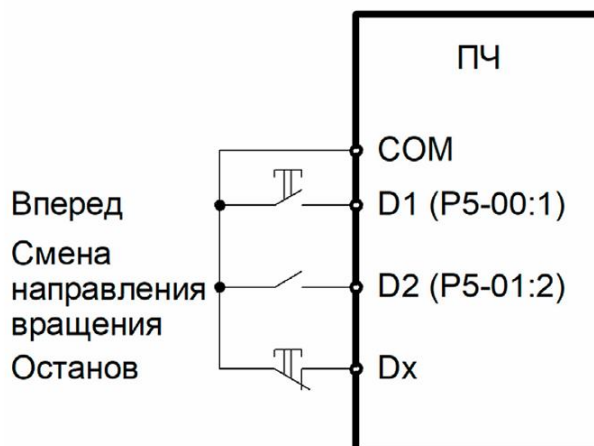 ПЧ
COM
Вперед
D1 (P5-00:1)
Смена
направления
вращения
D2 (P5-01:2)
Останов
Dx